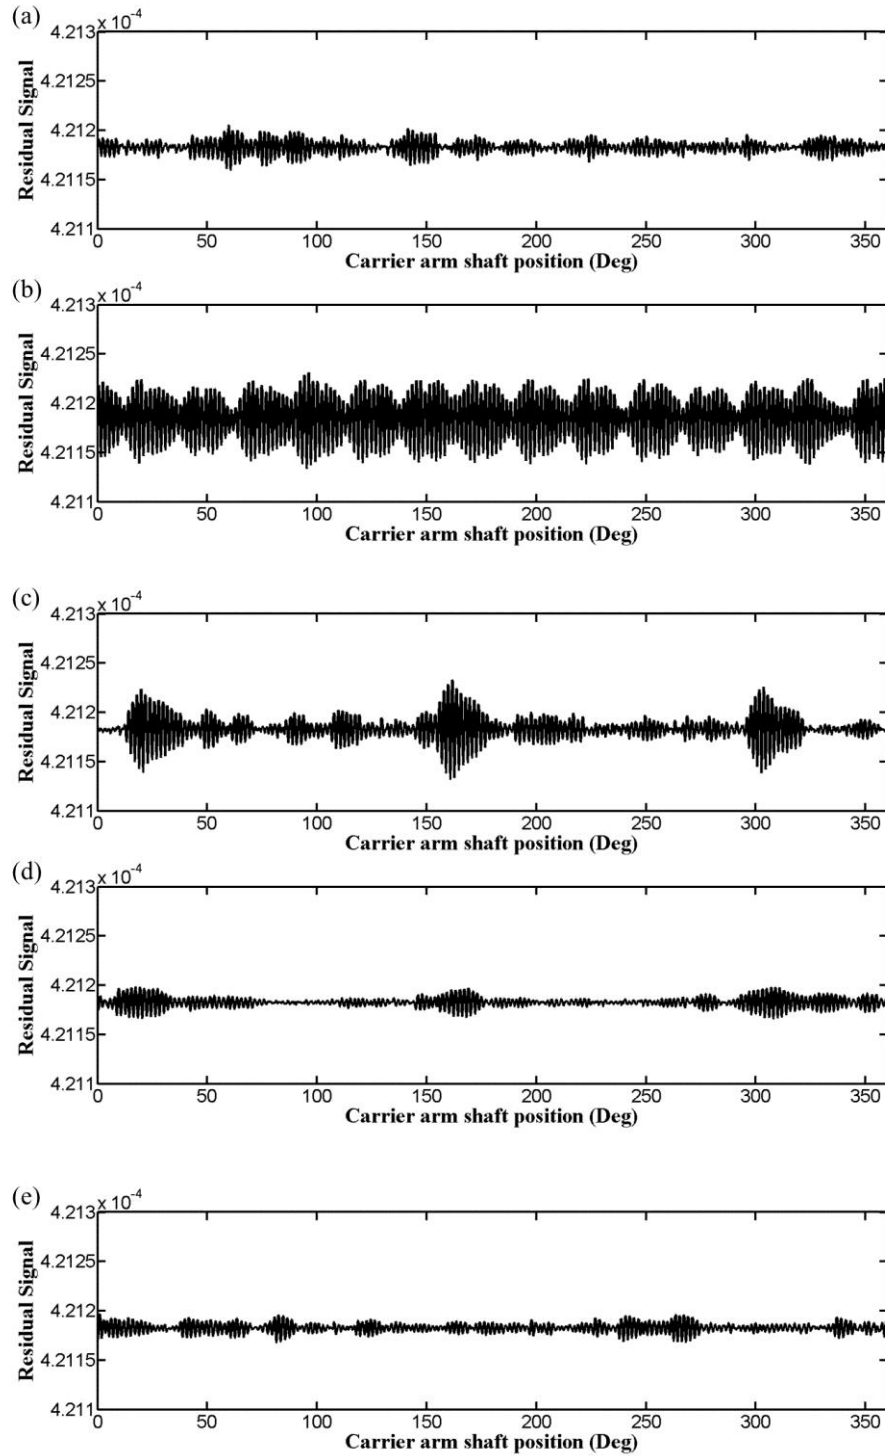 (a)
4.213 x 10^-4
4.2125
4.212
4.2115
4.211
Residual Signal
0 50 100 150 200 250 300 350
Carrier arm shaft position (Deg)
(b)
4.213 x 10^-4
4.2125
4.212
4.2115
4.211
Residual Signal
0 50 100 150 200 250 300 350
Carrier arm shaft position (Deg)
(c)
4.213 x 10^-4
4.2125
4.212
4.2115
4.211
Residual Signal
0 50 100 150 200 250 300 350
Carrier arm shaft position (Deg)
(d)
4.213 x 10^-4
4.2125
4.212
4.2115
4.211
Residual Signal
0 50 100 150 200 250 300 350
Carrier arm shaft position (Deg)
(e)
4.213 x 10^-4
4.2125
4.212
4.2115
4.211
Residual Signal
0 50 100 150 200 250 300 350
Carrier arm shaft position (Deg)